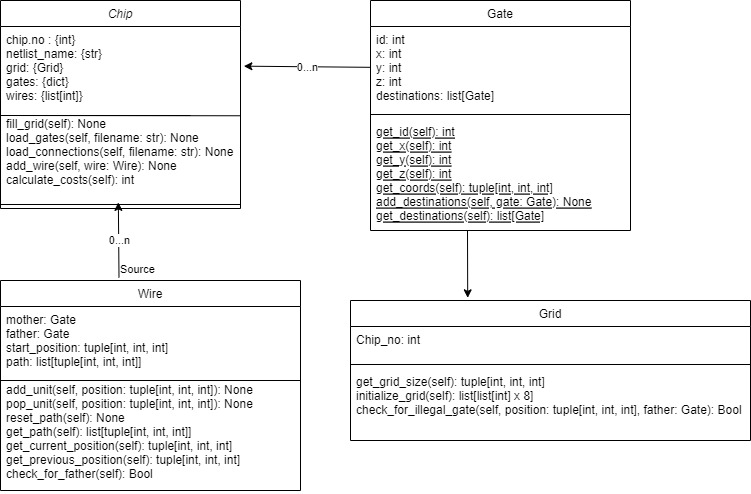 Chip
chip.no : {int}
netlist_name: {str}
grid: {Grid}
gates: {dict}
wires: {list[int]}
fill_grid(self): None
load_gates(self, filename: str): None
load_connections(self, filename: str): None
add_wire(self, wire: Wire): None
calculate_costs(self): int
0...n
Gate
id: int
x: int
y: int
z: int
destinations: list[Gate]
get_id(self): int
get_x(self): int
get_y(self): int
get_z(self): int
get_coords(self): tuple[int, int, int]
add_destinations(self, gate: Gate): None
get_destinations(self): list[Gate]
0...n
Source
Wire
mother: Gate
father: Gate
start_position: tuple[int, int, int]
path: list[tuple[int, int, int]]
add_unit(self, position: tuple[int, int, int]): None
pop_unit(self, position: tuple[int, int, int]): None
reset_path(self): None
get_path(self): list[tuple[int, int, int]]
get_current_position(self): tuple[int, int, int]
get_previous_position(self): tuple[int, int, int]
check_for_father(self): Bool
Grid
Chip_no: int
get_grid_size(self): tuple[int, int, int]
initialize_grid(self): list[list[int] x 8]
check_for_illegal_gate(self, position: tuple[int, int, int], father: Gate): Bool